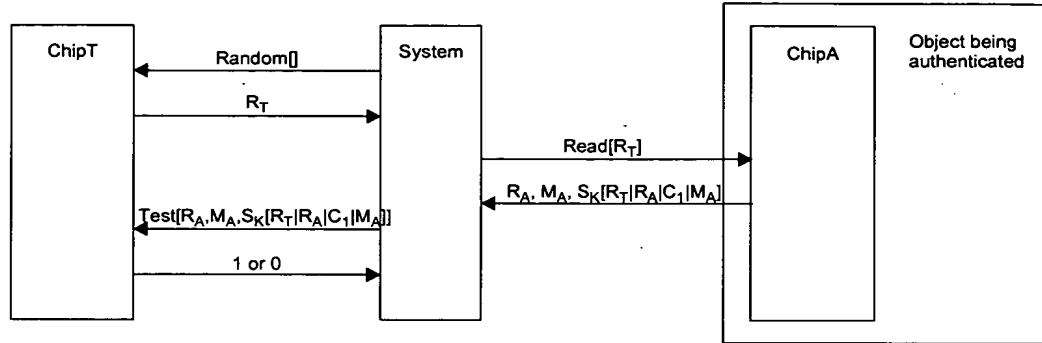 ChipT
System
ChipA
Object being
authenticated
Random[]
R_T
Read[R_T]
R_A, M_A, S_K[R_T|R_A|C_1|M_A]
Test[R_A,M_A,S_K[R_T|R_A|C_1|M_A]]
1 or 0